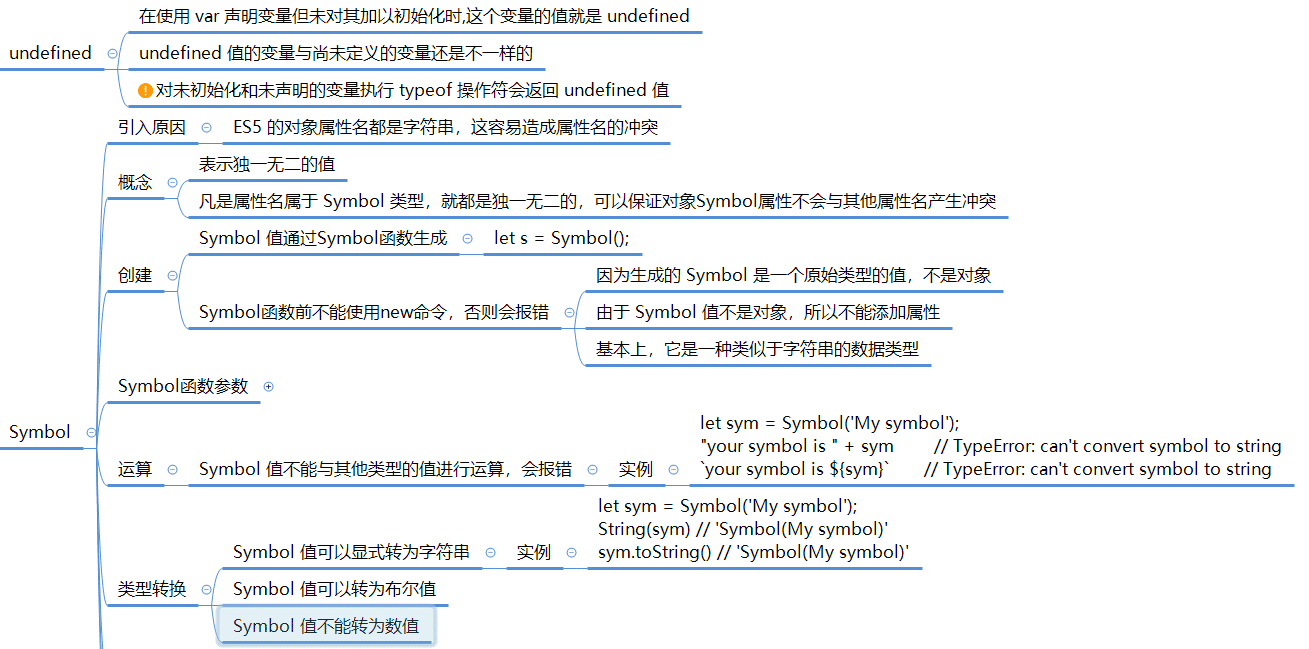 在使用 var 声明变量但未对其加以初始化时,这个变量的值就是 undefined
undefined
undefined 值的变量与尚未定义的变量还是不一样的
对未初始化和未声明的变量执行 typeof 操作符会返回 undefined 值
引入原因
ES5 的对象属性名都是字符串，这容易造成属性名的冲突
概念
表示独一无二的值
凡是属性名属于 Symbol 类型，就都是独一无二的，可以保证对象Symbol属性不会与其他属性名产生冲突
创建
Symbol 值通过Symbol函数生成
let s = Symbol();
Symbol函数前不能使用new命令，否则会报错
因为生成的 Symbol 是一个原始类型的值，不是对象
由于 Symbol 值不是对象，所以不能添加属性
基本上，它是一种类似于字符串的数据类型
Symbol函数参数
Symbol
运算
Symbol 值不能与其他类型的值进行运算，会报错
实例
let sym = Symbol('My symbol');
"your symbol is " + sym // TypeError: can't convert symbol to string
`your symbol is ${sym}` // TypeError: can't convert symbol to string
类型转换
Symbol 值可以显式转为字符串
实例
let sym = Symbol('My symbol');
String(sym) // 'Symbol(My symbol)'
sym.toString() // 'Symbol(My symbol)'
Symbol 值可以转为布尔值
Symbol 值不能转为数值